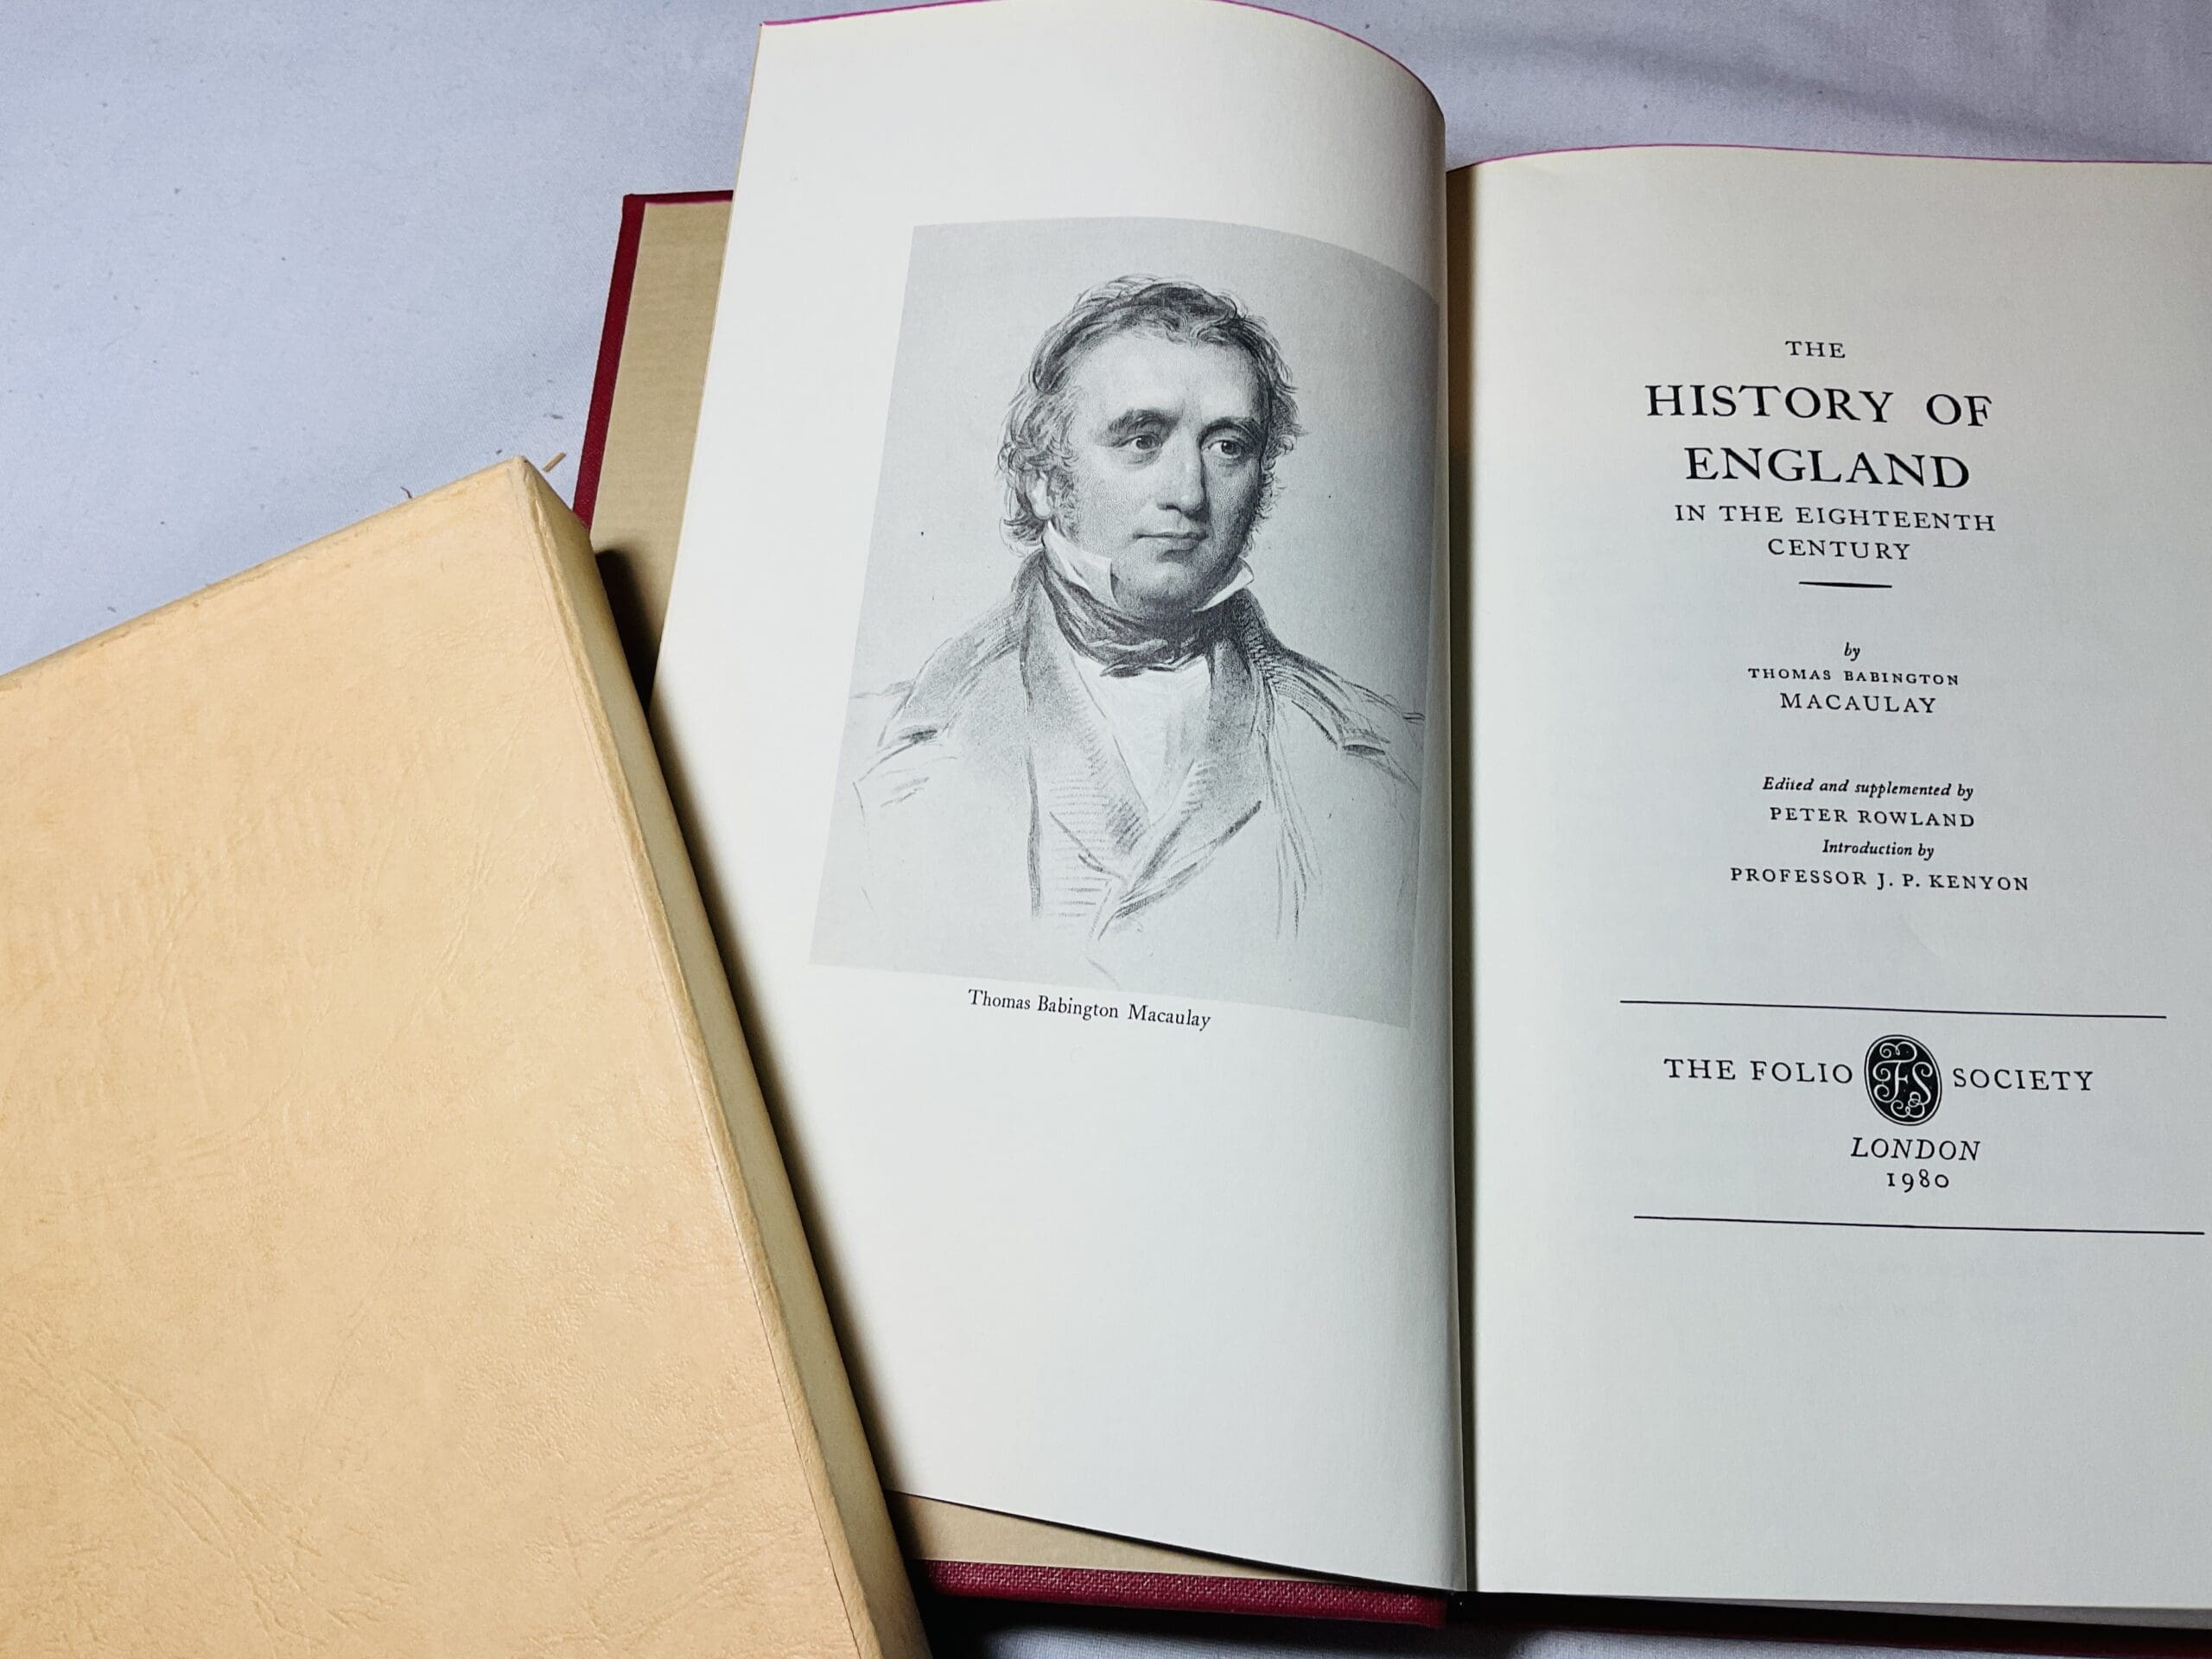 Thomas Babington Macaulay
THE
HISTORY OF
ENGLAND
IN THE EIGHTEENTH
CENTURY
by
THOMAS BABINGTON
MACAULAY
Edited and supplemented by
PETER ROWLAND
Introduction by
PROFESSOR J. P. KENYON
THE FOLIO FS SOCIETY
LONDON
1980